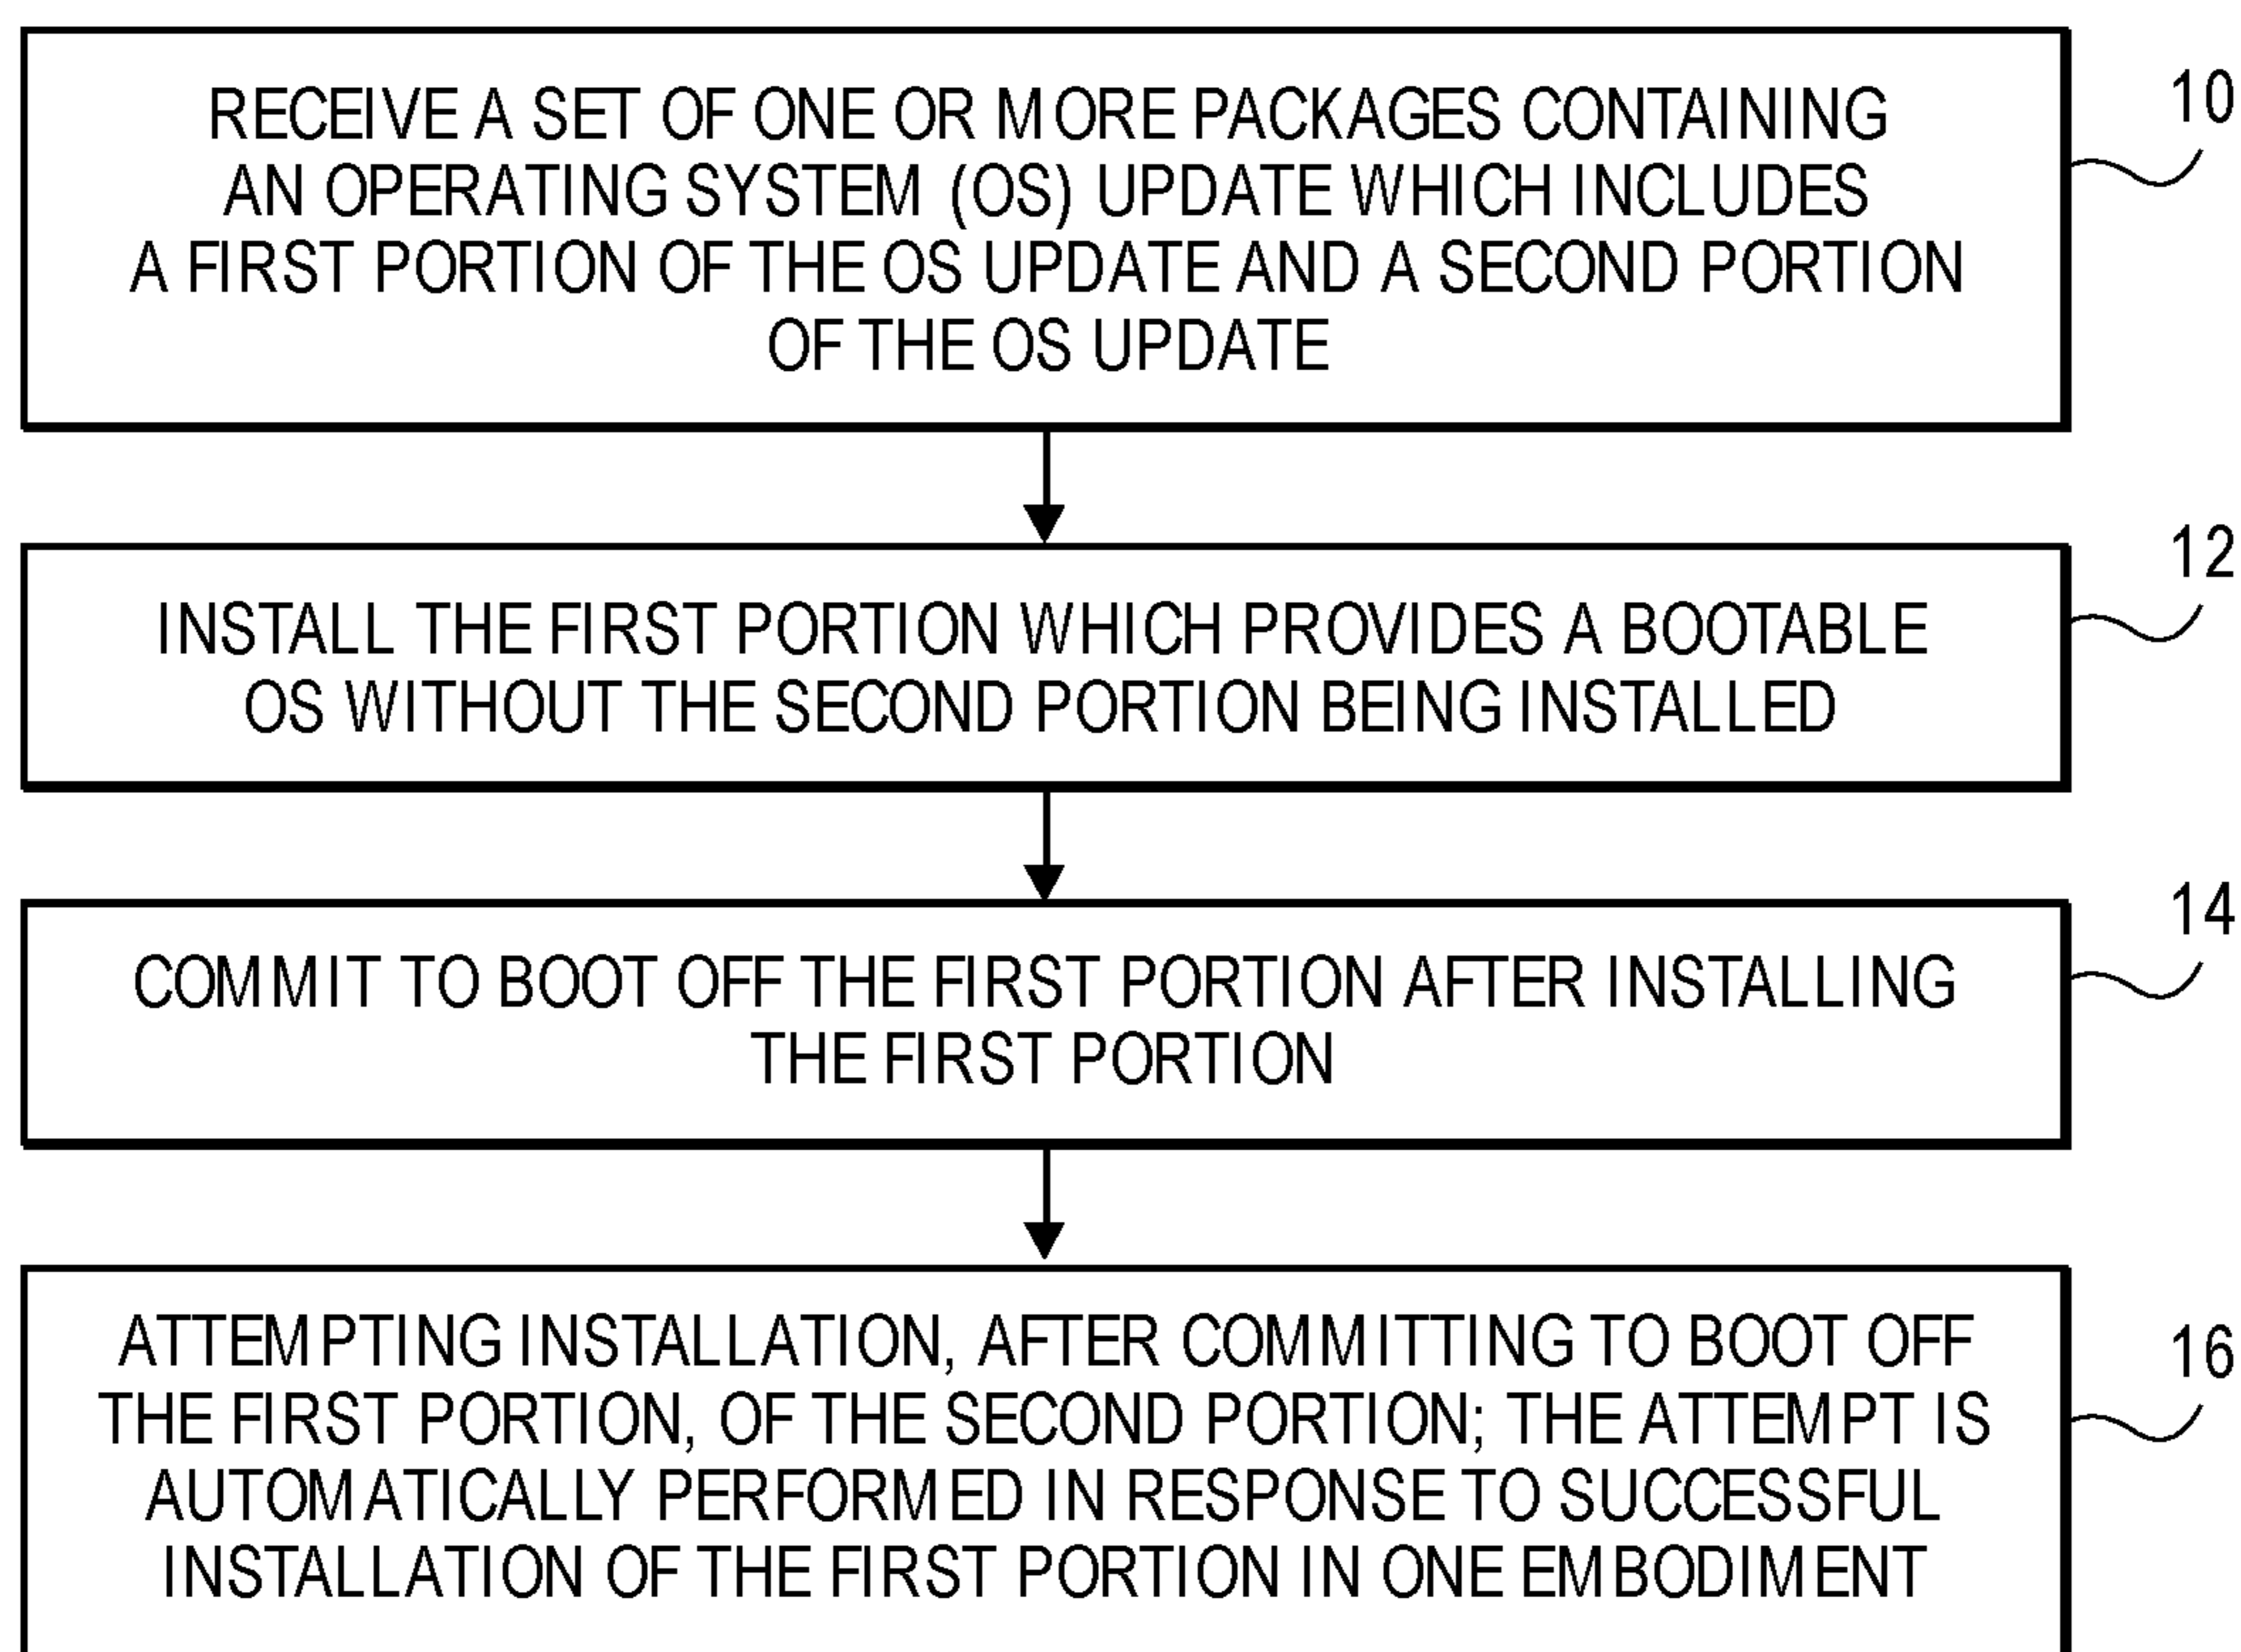 RECEIVE A SET OF ONE OR MORE PACKAGES CONTAINING
AN OPERATING SYSTEM (OS) UPDATE WHICH INCLUDES
A FIRST PORTION OF THE OS UPDATE AND A SECOND PORTION
OF THE OS UPDATE
10
INSTALL THE FIRST PORTION WHICH PROVIDES A BOOTABLE
OS WITHOUT THE SECOND PORTION BEING INSTALLED
12
COMMIT TO BOOT OFF THE FIRST PORTION AFTER INSTALLING
THE FIRST PORTION
14
ATTEMPTING INSTALLATION, AFTER COMMITTING TO BOOT OFF
THE FIRST PORTION, OF THE SECOND PORTION; THE ATTEMPT IS
AUTOMATICALLY PERFORMED IN RESPONSE TO SUCCESSFUL
INSTALLATION OF THE FIRST PORTION IN ONE EMBODIMENT
16